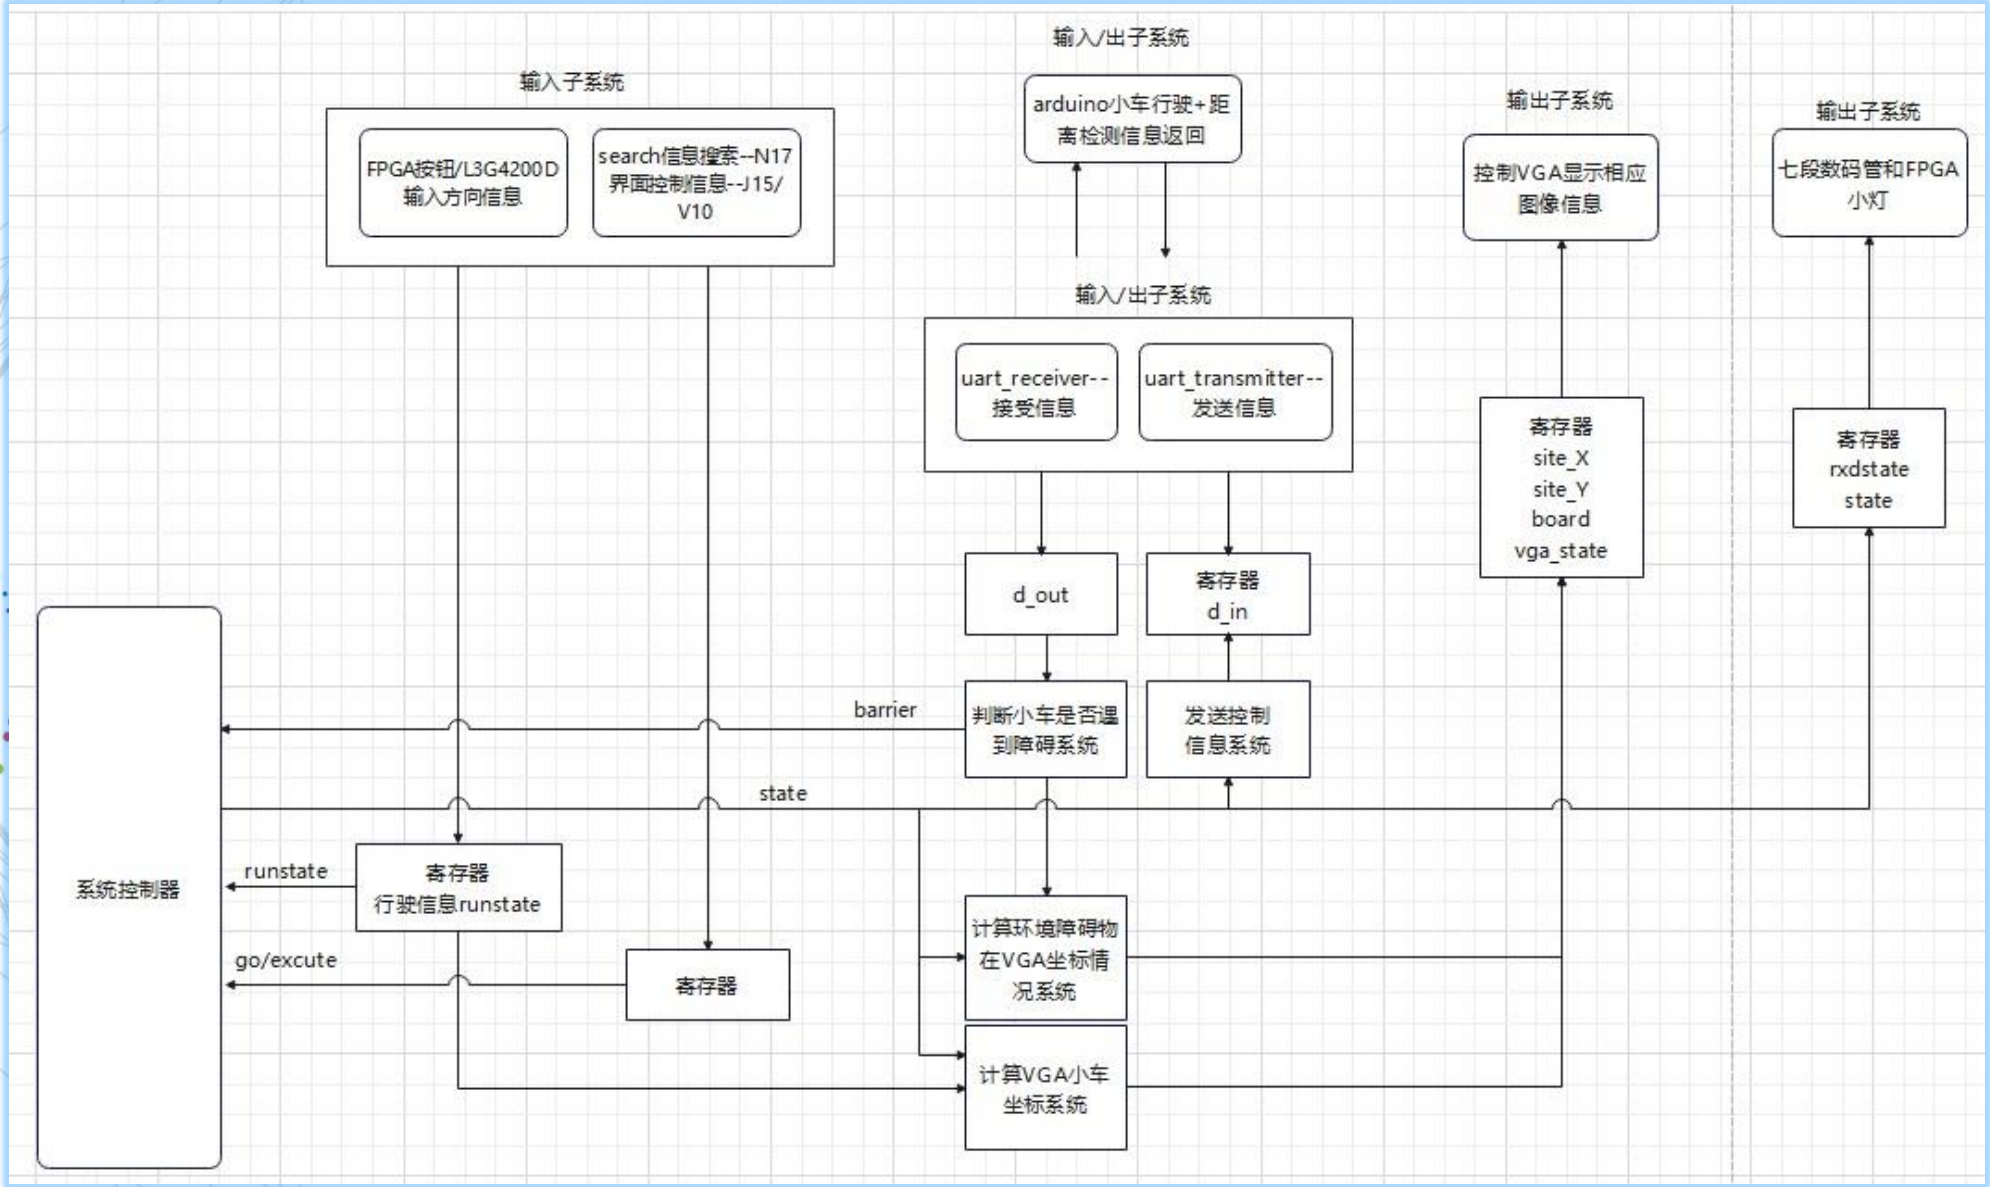 输入子系统
FPGA按钮/L3G4200D
输入方向信息
search信息搜索--N17
界面控制信息--J15/
V10
输入/出子系统
arduino小车行驶+距
离检测信息返回
输出子系统
控制VGA显示相应
图像信息
输出子系统
七段数码管和FPGA
小灯
输入/出子系统
uart_receiver--
接受信息
uart_transmitter--
发送信息
寄存器
site_X
site_Y
board
vga_state
寄存器
rxdstate
state
d_out
寄存器
d_in
barrier
判断小车是否遇
到障碍系统
发送控制
信息系统
state
系统控制器
runstate
寄存器
行驶信息runstate
go/excute
寄存器
计算环境障碍物
在VGA坐标情
况系统
计算VGA小车
坐标系统